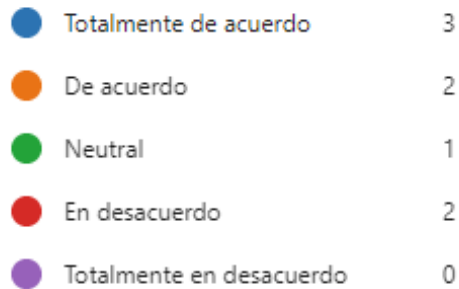 Totalmente de acuerdo 3
De acuerdo 2
Neutral 1
En desacuerdo 2
Totalmente en desacuerdo 0